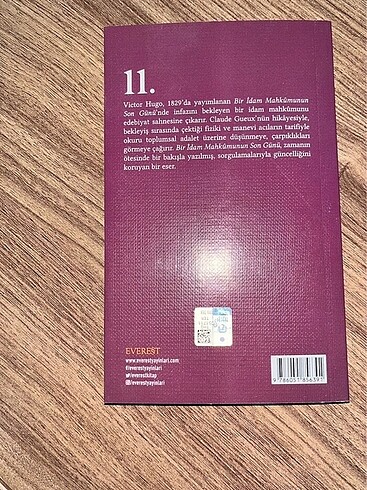 11.
Victor Hugo, 1829'da yayımlanan Bir İdam Mahkûmunun
Son Günü'nde infazını bekleyen bir idam mahkûmunu
edebiyat sahnesine çıkarır. Claude Gueux'nün hikâyesiyle,
bekleyiş sırasında çektiği fiziki ve manevi acıların tarifiyle
okuru toplumsal adalet üzerine düşünmeye, çarpıklıkları
görmeye çağırır. Bir İdam Mahkûmunun Son Günü, zamanın
ötesinde bir bakışla yazılmış, sorgulamalarıyla güncelliğini
koruyan bir eser.
EVEREST
www.everestyayinlari.com
everestyayinlari
everestkitap
everestyayinlari
9 786051 856391